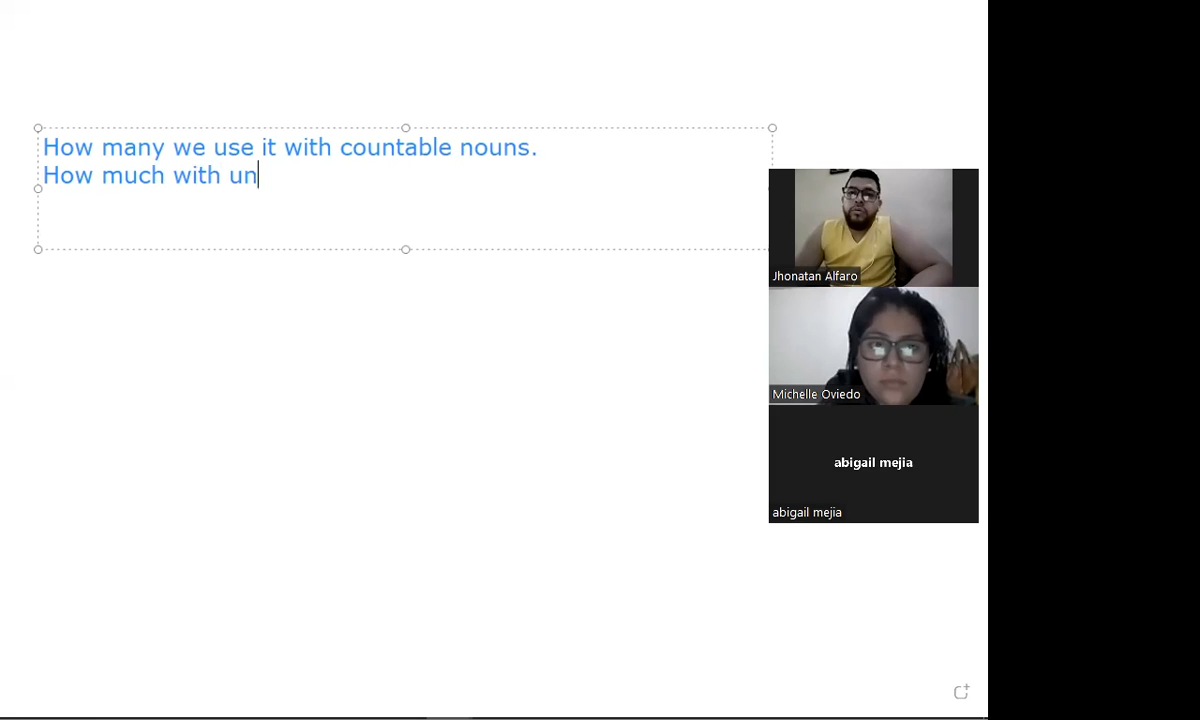 How many we use it with countable nouns.
How much with un
Jhonatan Alfaro
Michelle Oviedo
abigail mejia
abigail mejia